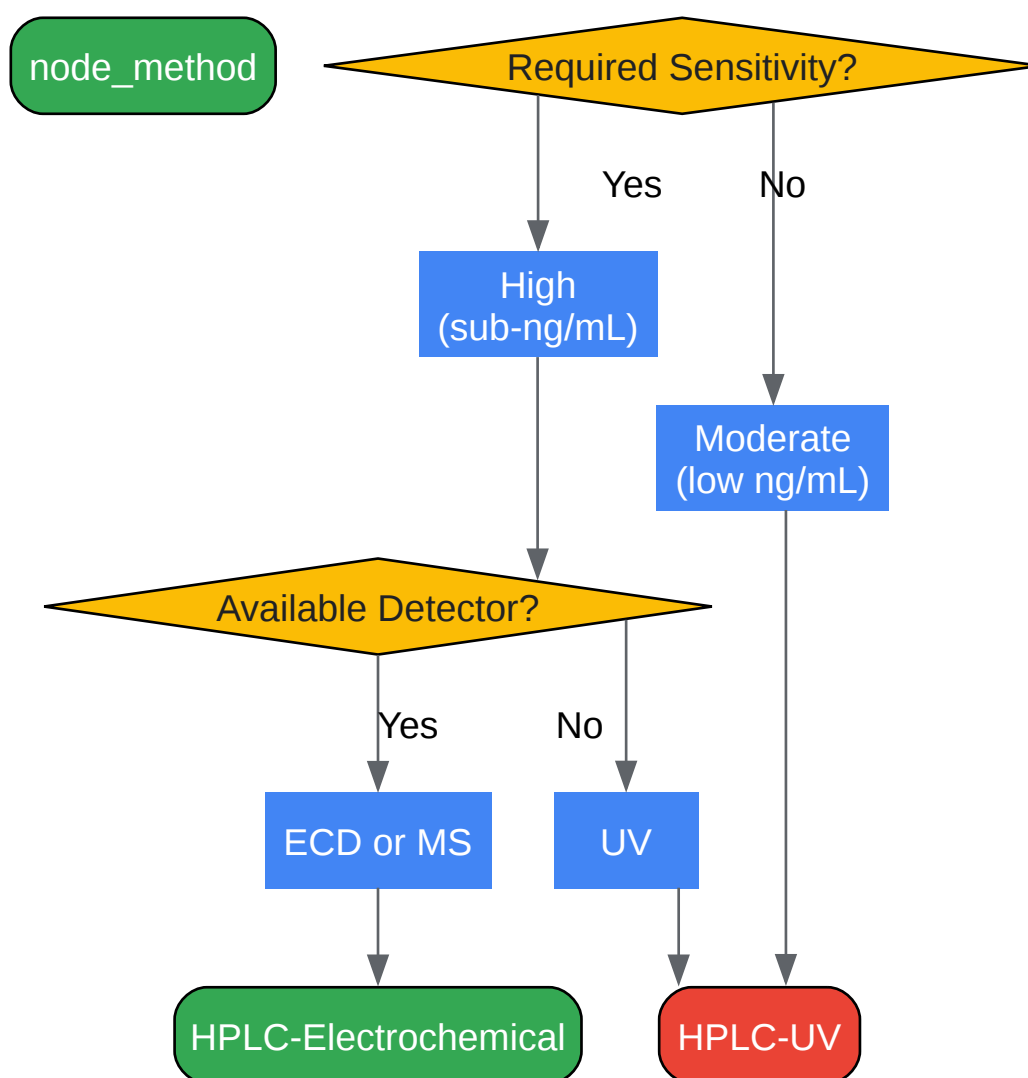 node_method
Required Sensitivity?
Yes
No
High
(sub-ng/mL)
Moderate
(low ng/mL)
Available Detector?
Yes
No
ECD or MS
UV
HPLC-Electrochemical
HPLC-UV